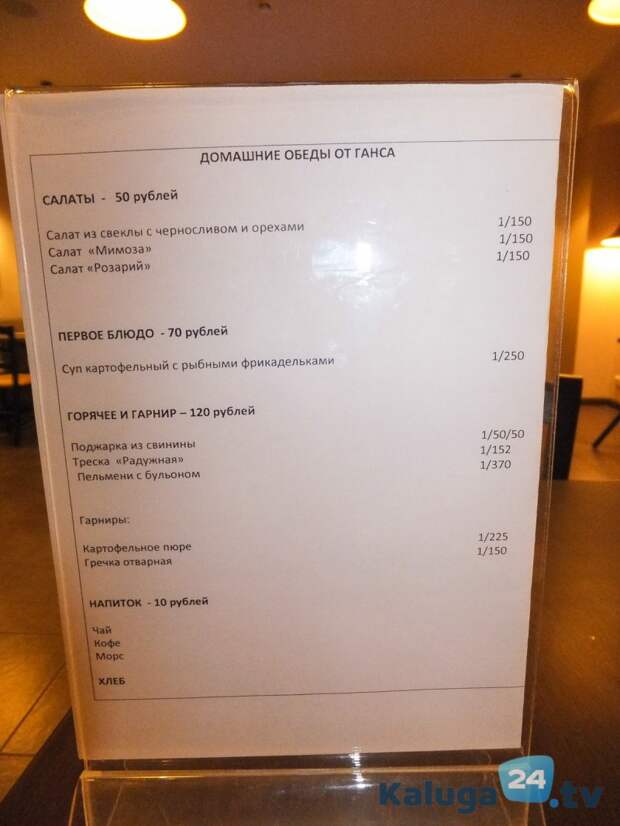 ДОМАШНИЕ ОБЕДЫ ОТ ГАНСА
САЛАТЫ - 50 рублей
Салат из свеклы с черносливом и орехами 1/150
Салат «Мимоза» 1/150
Салат «Розарий» 1/150
ПЕРВОЕ БЛЮДО - 70 рублей
Суп картофельный с рыбными фрикадельками 1/250
ГОРЯЧЕЕ И ГАРНИР – 120 рублей
Поджарка из свинины 1/50/50
Треска «Радужная» 1/152
Пельмени с бульоном 1/370
Гарниры:
Картофельное пюре 1/225
Гречка отварная 1/150
НАПИТОК - 10 рублей
Чай
Кофе
Морс
ХЛЕБ
Kaluga 24 .tv